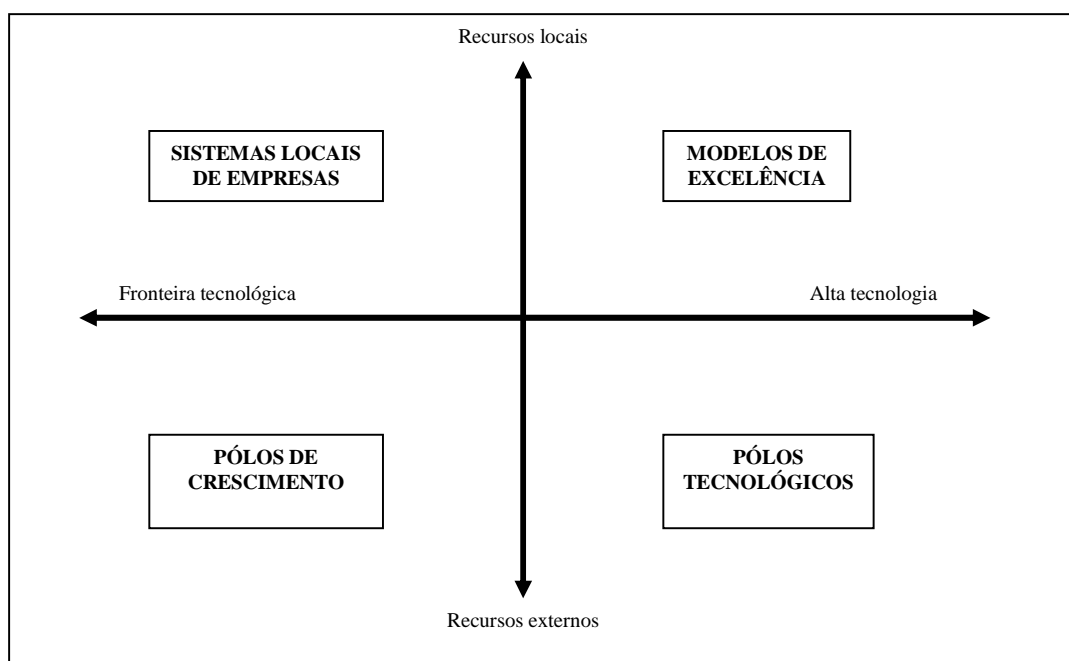 Recursos locais
SISTEMAS LOCAIS
DE EMPRESAS
MODELOS DE
EXCELÊNCIA
Fronteira tecnológica
Alta tecnologia
PÓLOS DE
CRESCIMENTO
PÓLOS
TECNOLÓGICOS
Recursos externos